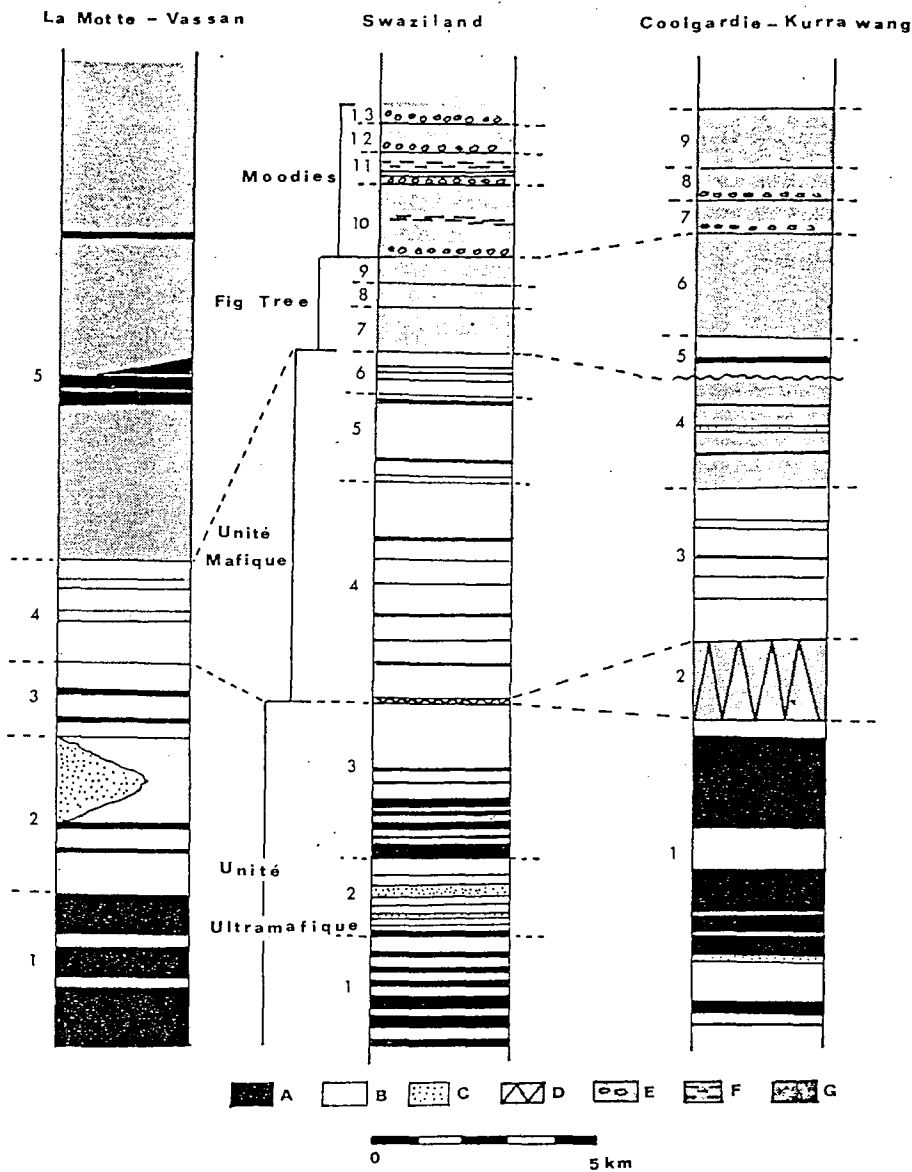 La Motte - Vassan
Swaziland
Coolgardie - Kurrawang
5
4
3
2
1
Moodies
Fig Tree
Unité
Mafique
Unité
Ultramafique
13
12
11
10
9
8
7
6
5
4
3
2
1
9
8
7
6
5
4
3
2
1
A
B
C
D
E
F
G
0
5 km